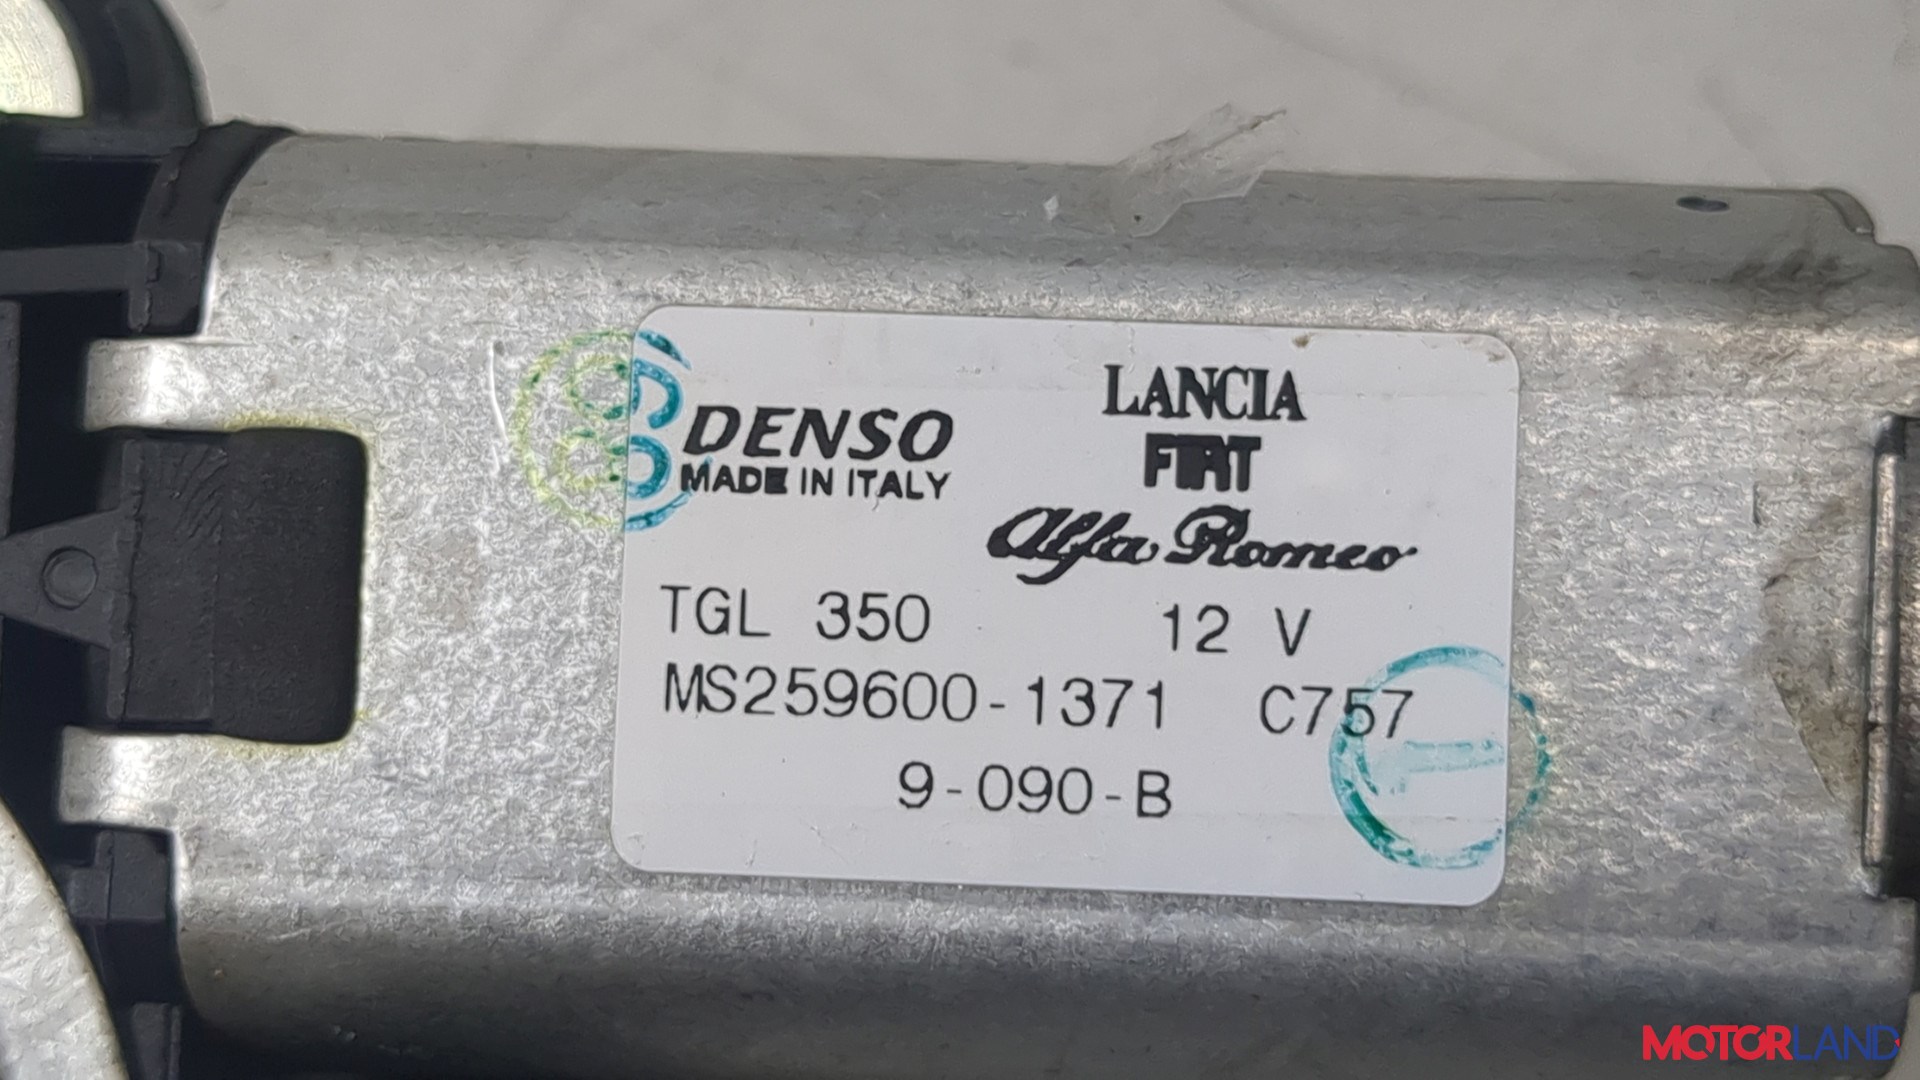 DENSO
MADE IN ITALY
LANCIA
FIAT
Alfa Romeo
TGL 350 12 V
MS259600-1371 C757
9-090-B
MOTORLAND